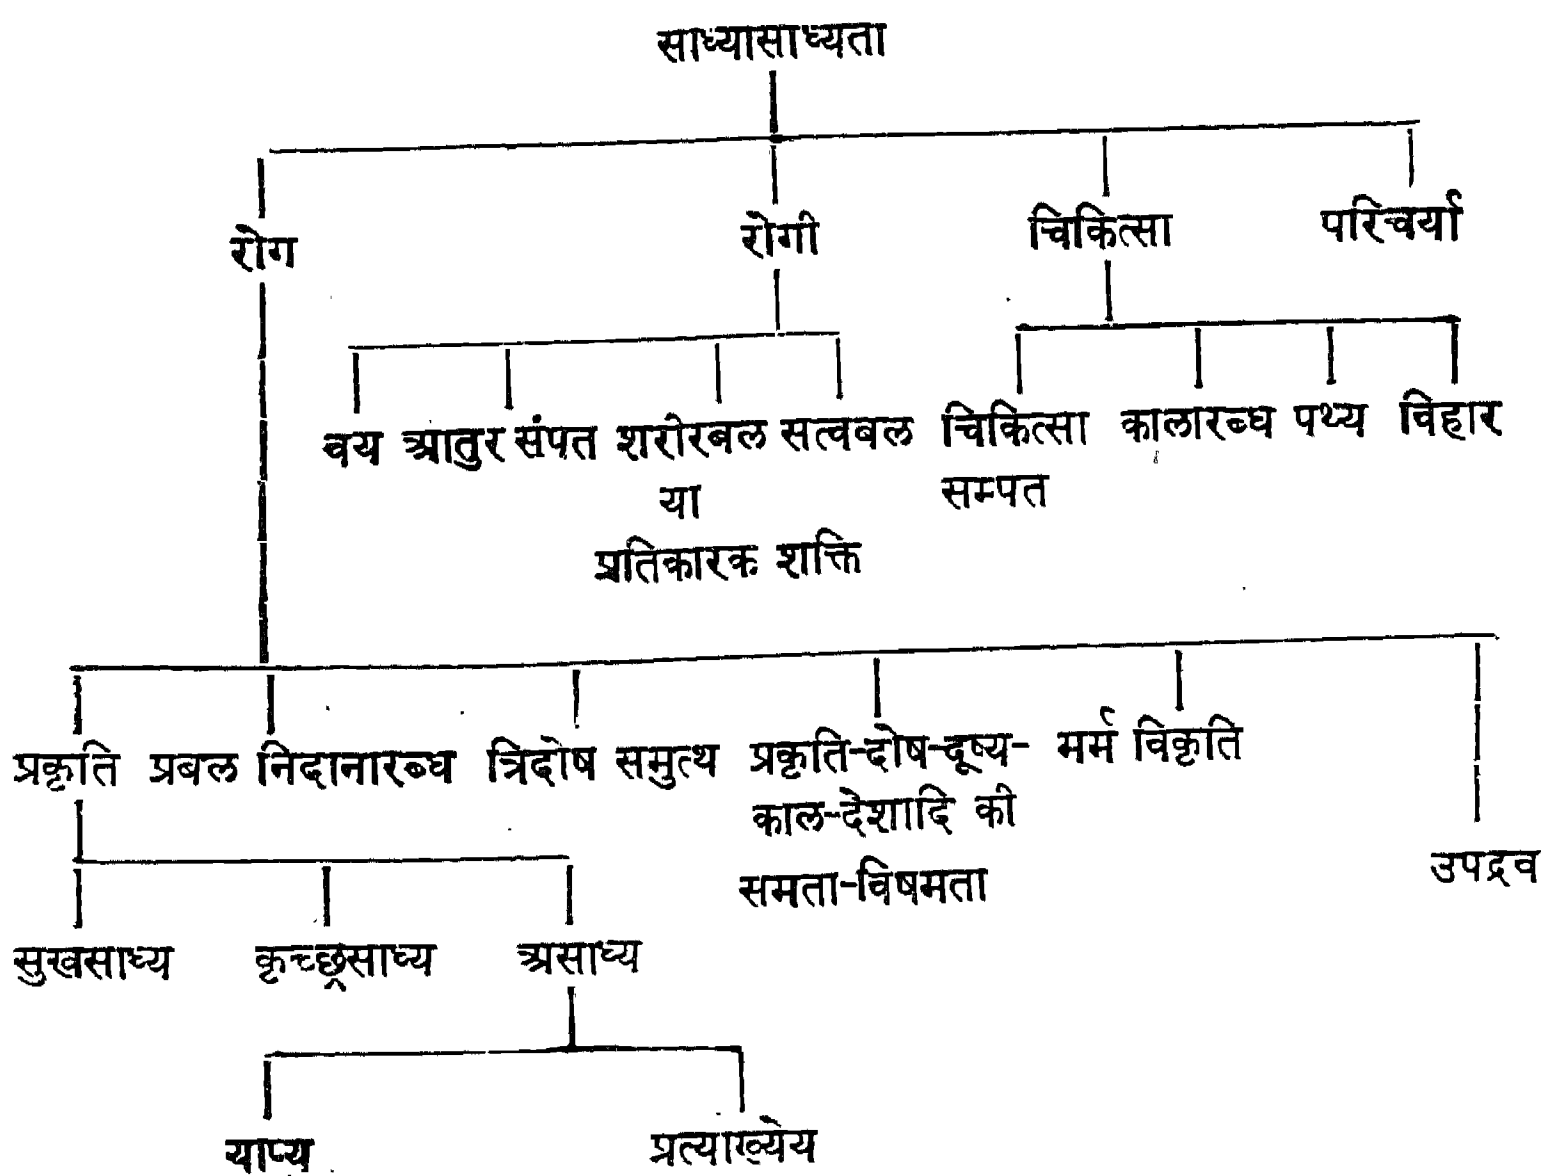 साध्यासाध्यता
रोग रोगी चिकित्सा परिचर्या
वय आतुर संपत शरीरबल सत्वबल चिकित्सा कालारब्ध पथ्य विहार
या सम्पत
प्रतिकारक शक्ति
प्रकृति प्रबल निदानारब्ध त्रिदोष समुत्थ प्रकृति-दोष-दूष्य- मर्म विकृति
काल-देशादि की
समता-विषमता उपद्रव
सुखसाध्य कृच्छ्रसाध्य असाध्य
याप्य प्रत्याख्येय